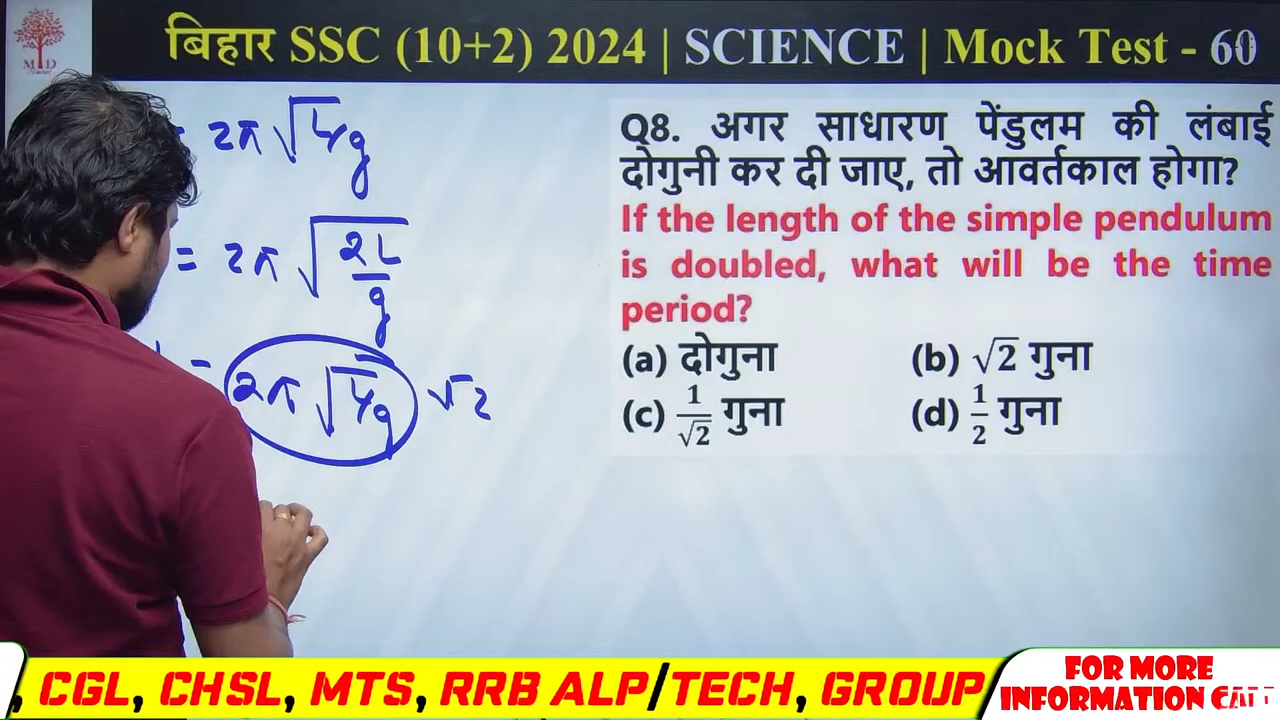 बिहार SSC (10+2) 2024 | SCIENCE | Mock Test - 60
M D
= 2π √L/g
= 2π √2L/g
= 2π √L/g √2
Q8. अगर साधारण पेंडुलम की लंबाई
दोगुनी कर दी जाए, तो आवर्तकाल होगा?
If the length of the simple pendulum
is doubled, what will be the time
period?
(a) दोगुना (b) √2 गुना
(c) 1/√2 गुना (d) 1/2 गुना
, CGL, CHSL, MTS, RRB ALP/TECH, GROUP
FOR MORE
INFORMATION